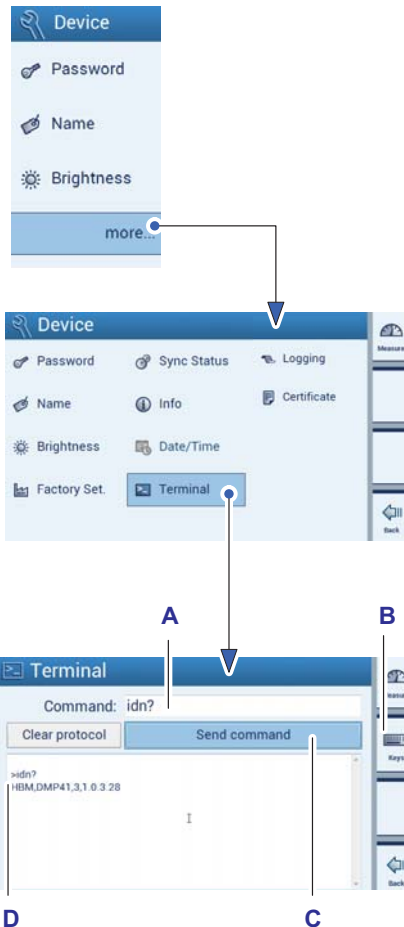 Device
Password
Name
Brightness
more...
Device
Password
Sync Status
Logging
Measure
Name
Info
Certificate
Brightness
Date/Time
Factory Set.
Terminal
Back
A
B
Terminal
Command: idn?
Clear protocol
Send command
Keys
>idn?
HBM,DMP41,3,1.0.3.28
Back
D
C